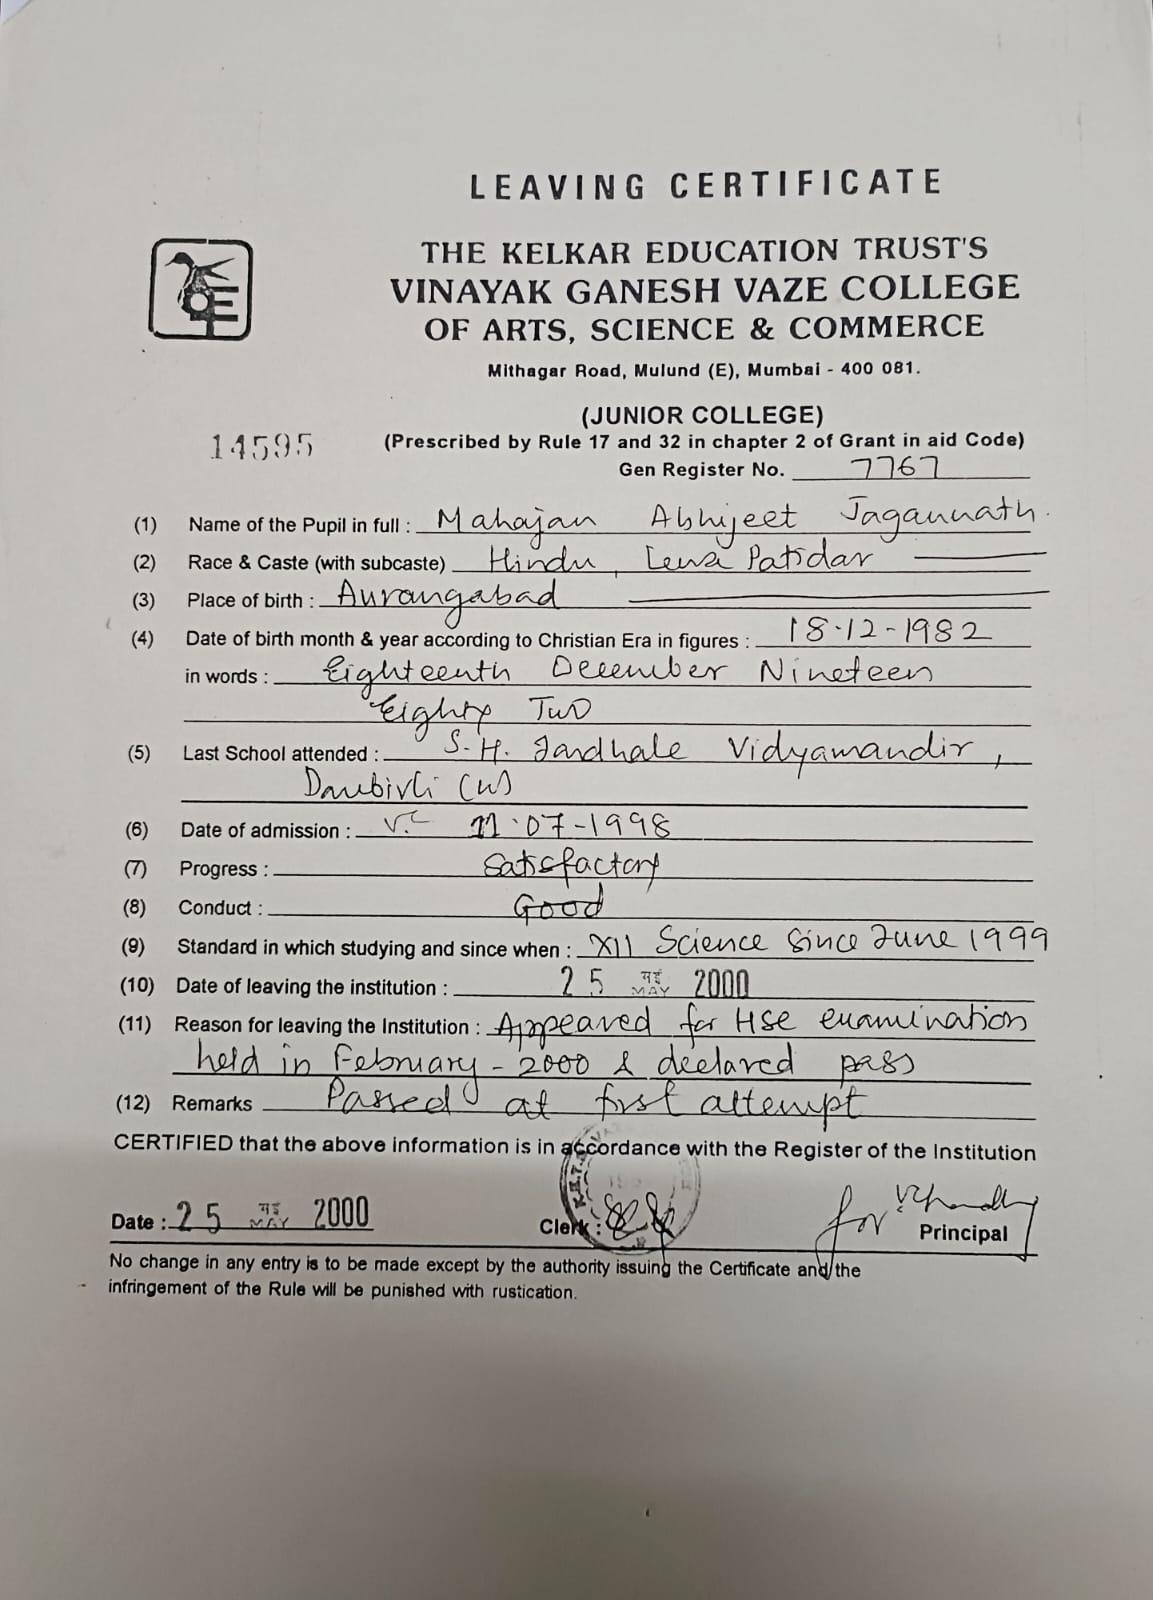 LEAVING CERTIFICATE
THE KELKAR EDUCATION TRUST'S
VINAYAK GANESH VAZE COLLEGE
OF ARTS, SCIENCE & COMMERCE
Mithagar Road, Mulund (E), Mumbai - 400 081.
(JUNIOR COLLEGE)
14595 (Prescribed by Rule 17 and 32 in chapter 2 of Grant in aid Code)
Gen Register No. 7767
(1) Name of the Pupil in full : Mahajan Abhijeet Jagannath.
(2) Race & Caste (with subcaste) Hindu, Lewa Patidar
(3) Place of birth : Aurangabad
(4) Date of birth month & year according to Christian Era in figures : 18-12-1982
in words : Eighteenth December Nineteen
Eighty Two
(5) Last School attended : S.H. Jondhale Vidyamandir,
Dombivli (W)
(6) Date of admission : 11-07-1998
(7) Progress : Satisfactory
(8) Conduct : Good
(9) Standard in which studying and since when : XII Science Since June 1999
(10) Date of leaving the institution : 25 मई MAY 2000
(11) Reason for leaving the Institution : Appeared for HSC examination
held in February - 2000 & declared pass
(12) Remarks Passed at first attempt
CERTIFIED that the above information is in accordance with the Register of the Institution
Date : 25 मई MAY 2000 Clerk : for Principal
No change in any entry is to be made except by the authority issuing the Certificate and the
infringement of the Rule will be punished with rustication.